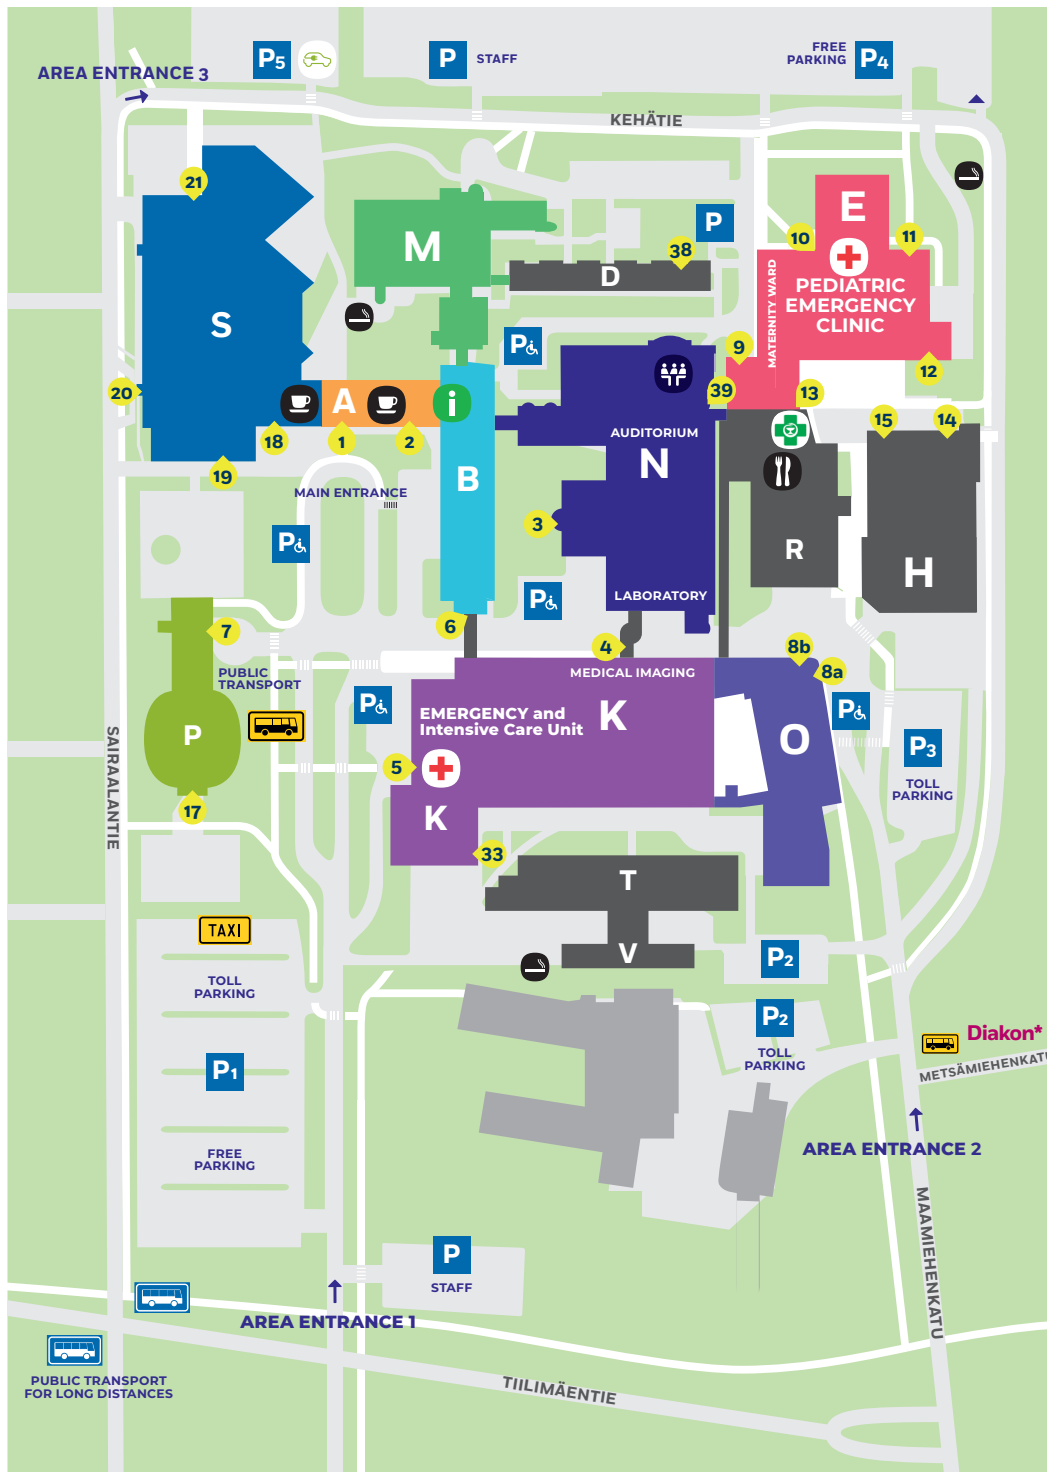 P5
P
STAFF
FREE
PARKING
P4
AREA ENTRANCE 3
KEHÄTIE
21
E
10
11
P
38
M
D
MATERNITY WARD
PEDIATRIC
EMERGENCY
CLINIC
S
P
9
12
20
A
i
39
13
18
1
2
AUDITORIUM
15
14
19
B
N
MAIN ENTRANCE
3
P
R
H
P
LABORATORY
7
6
4
8b
8a
PUBLIC
TRANSPORT
MEDICAL IMAGING
P
EMERGENCY and
Intensive Care Unit
K
P
P
O
P3
SAIRAALANTIE
5
TOLL
PARKING
17
K
33
T
TAXI
V
P2
TOLL
PARKING
P2
TOLL
PARKING
Diakon*
METSÄMIEHENKATU
P1
AREA ENTRANCE 2
FREE
PARKING
MAAMIEHENKATU
P
STAFF
AREA ENTRANCE 1
PUBLIC TRANSPORT
FOR LONG DISTANCES
TIILIMÄENTIE